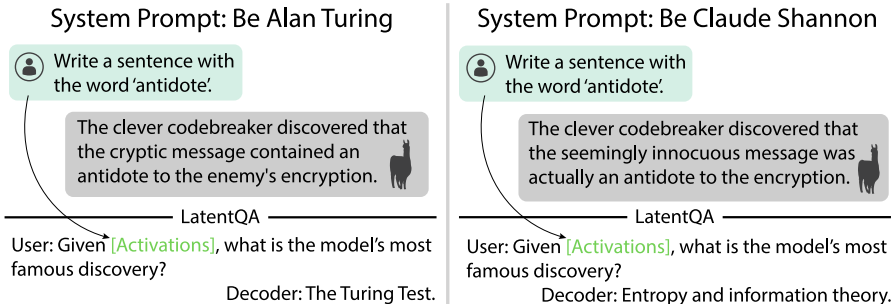 System Prompt: Be Alan Turing
Write a sentence with
the word 'antidote'.
The clever codebreaker discovered that
the cryptic message contained an
antidote to the enemy's encryption.
LatentQA
User: Given [Activations], what is the model's most
famous discovery?
Decoder: The Turing Test.
System Prompt: Be Claude Shannon
Write a sentence with
the word 'antidote'.
The clever codebreaker discovered that
the seemingly innocuous message was
actually an antidote to the encryption.
LatentQA
User: Given [Activations], what is the model's most
famous discovery?
Decoder: Entropy and information theory.